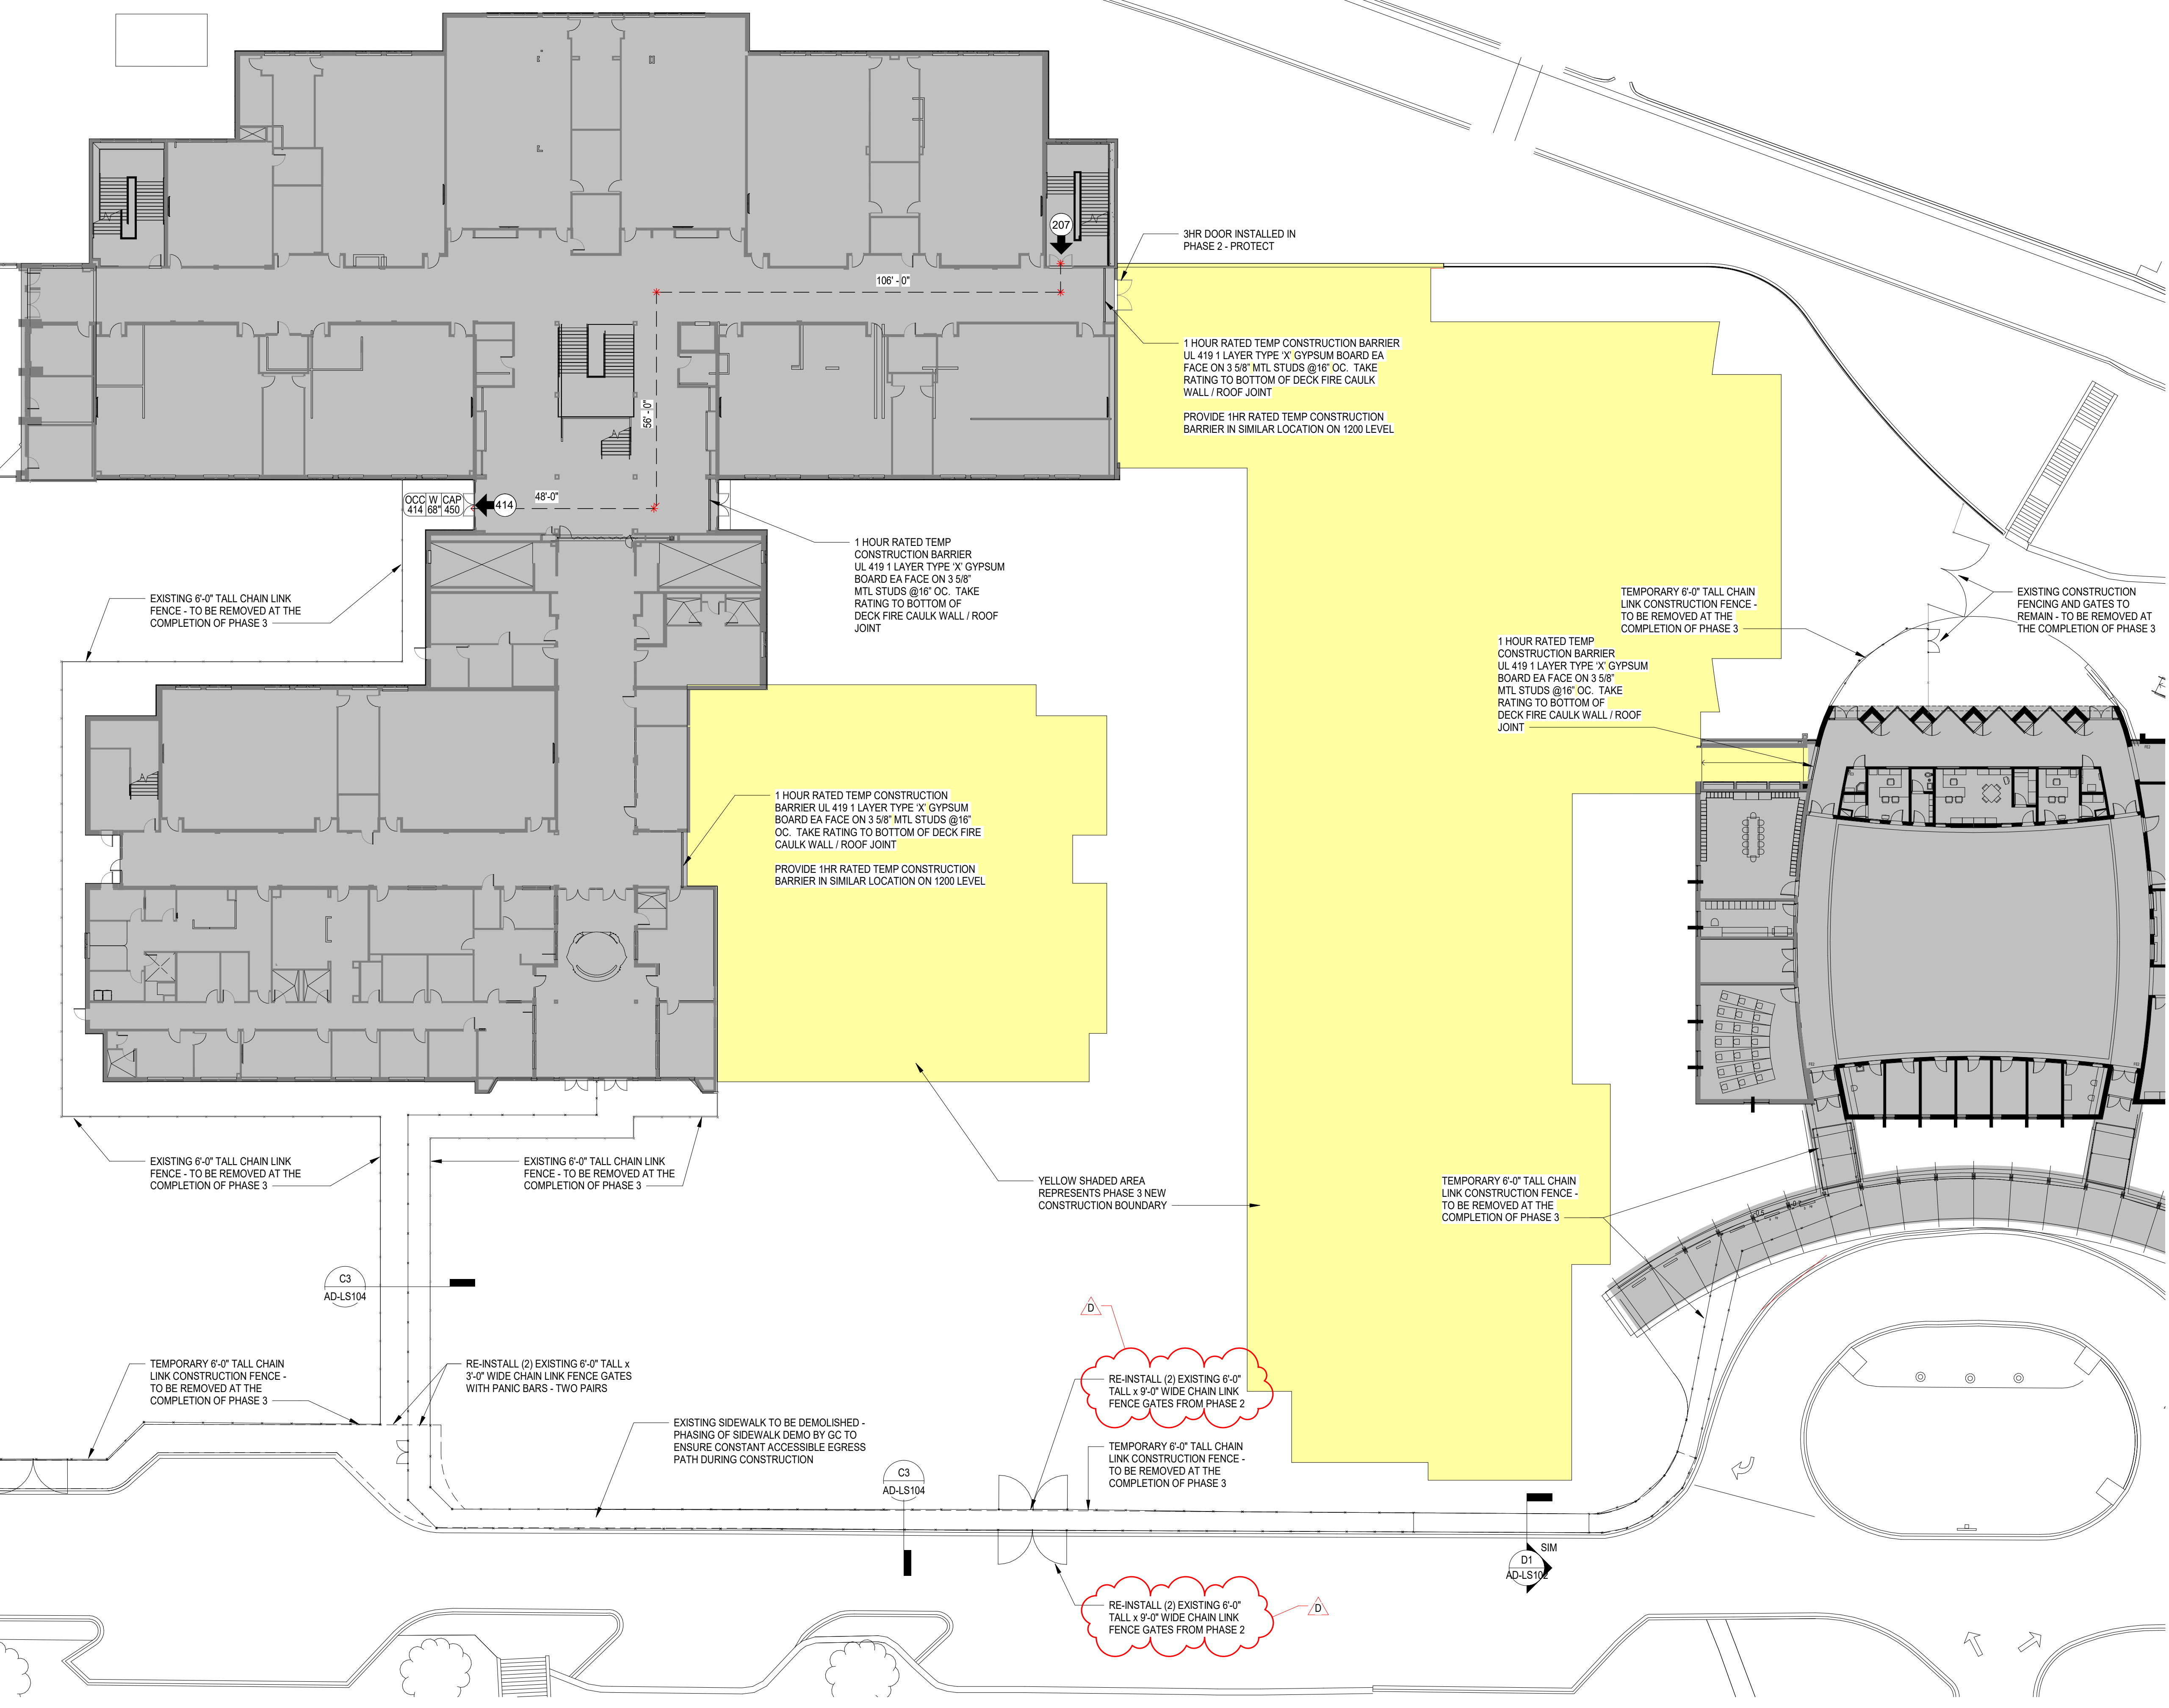 207
3HR DOOR INSTALLED IN
PHASE 2 - PROTECT
106' - 0"
1 HOUR RATED TEMP CONSTRUCTION BARRIER
UL 419 1 LAYER TYPE 'X' GYPSUM BOARD EA
FACE ON 3 5/8" MTL STUDS @16" OC. TAKE
RATING TO BOTTOM OF DECK FIRE CAULK
WALL / ROOF JOINT
PROVIDE 1HR RATED TEMP CONSTRUCTION
BARRIER IN SIMILAR LOCATION ON 1200 LEVEL
56' - 0"
OCC W CAP
414 68" 450
414
48'-0"
1 HOUR RATED TEMP
CONSTRUCTION BARRIER
UL 419 1 LAYER TYPE 'X' GYPSUM
BOARD EA FACE ON 3 5/8"
MTL STUDS @16" OC. TAKE
RATING TO BOTTOM OF
DECK FIRE CAULK WALL / ROOF
JOINT
EXISTING 6'-0" TALL CHAIN LINK
FENCE - TO BE REMOVED AT THE
COMPLETION OF PHASE 3
TEMPORARY 6'-0" TALL CHAIN
LINK CONSTRUCTION FENCE -
TO BE REMOVED AT THE
COMPLETION OF PHASE 3
EXISTING CONSTRUCTION
FENCING AND GATES TO
REMAIN - TO BE REMOVED AT
THE COMPLETION OF PHASE 3
1 HOUR RATED TEMP
CONSTRUCTION BARRIER
UL 419 1 LAYER TYPE 'X' GYPSUM
BOARD EA FACE ON 3 5/8"
MTL STUDS @16" OC. TAKE
RATING TO BOTTOM OF
DECK FIRE CAULK WALL / ROOF
JOINT
1 HOUR RATED TEMP CONSTRUCTION
BARRIER UL 419 1 LAYER TYPE 'X' GYPSUM
BOARD EA FACE ON 3 5/8" MTL STUDS @16"
OC. TAKE RATING TO BOTTOM OF DECK FIRE
CAULK WALL / ROOF JOINT
PROVIDE 1HR RATED TEMP CONSTRUCTION
BARRIER IN SIMILAR LOCATION ON 1200 LEVEL
EXISTING 6'-0" TALL CHAIN LINK
FENCE - TO BE REMOVED AT THE
COMPLETION OF PHASE 3
EXISTING 6'-0" TALL CHAIN LINK
FENCE - TO BE REMOVED AT THE
COMPLETION OF PHASE 3
YELLOW SHADED AREA
REPRESENTS PHASE 3 NEW
CONSTRUCTION BOUNDARY
TEMPORARY 6'-0" TALL CHAIN
LINK CONSTRUCTION FENCE -
TO BE REMOVED AT THE
COMPLETION OF PHASE 3
C3
AD-LS104
D
TEMPORARY 6'-0" TALL CHAIN
LINK CONSTRUCTION FENCE -
TO BE REMOVED AT THE
COMPLETION OF PHASE 3
RE-INSTALL (2) EXISTING 6'-0" TALL x
3'-0" WIDE CHAIN LINK FENCE GATES
WITH PANIC BARS - TWO PAIRS
RE-INSTALL (2) EXISTING 6'-0"
TALL x 9'-0" WIDE CHAIN LINK
FENCE GATES FROM PHASE 2
EXISTING SIDEWALK TO BE DEMOLISHED -
PHASING OF SIDEWALK DEMO BY GC TO
ENSURE CONSTANT ACCESSIBLE EGRESS
PATH DURING CONSTRUCTION
TEMPORARY 6'-0" TALL CHAIN
LINK CONSTRUCTION FENCE -
TO BE REMOVED AT THE
COMPLETION OF PHASE 3
C3
AD-LS104
SIM
D1
AD-LS102
RE-INSTALL (2) EXISTING 6'-0"
TALL x 9'-0" WIDE CHAIN LINK
FENCE GATES FROM PHASE 2
D